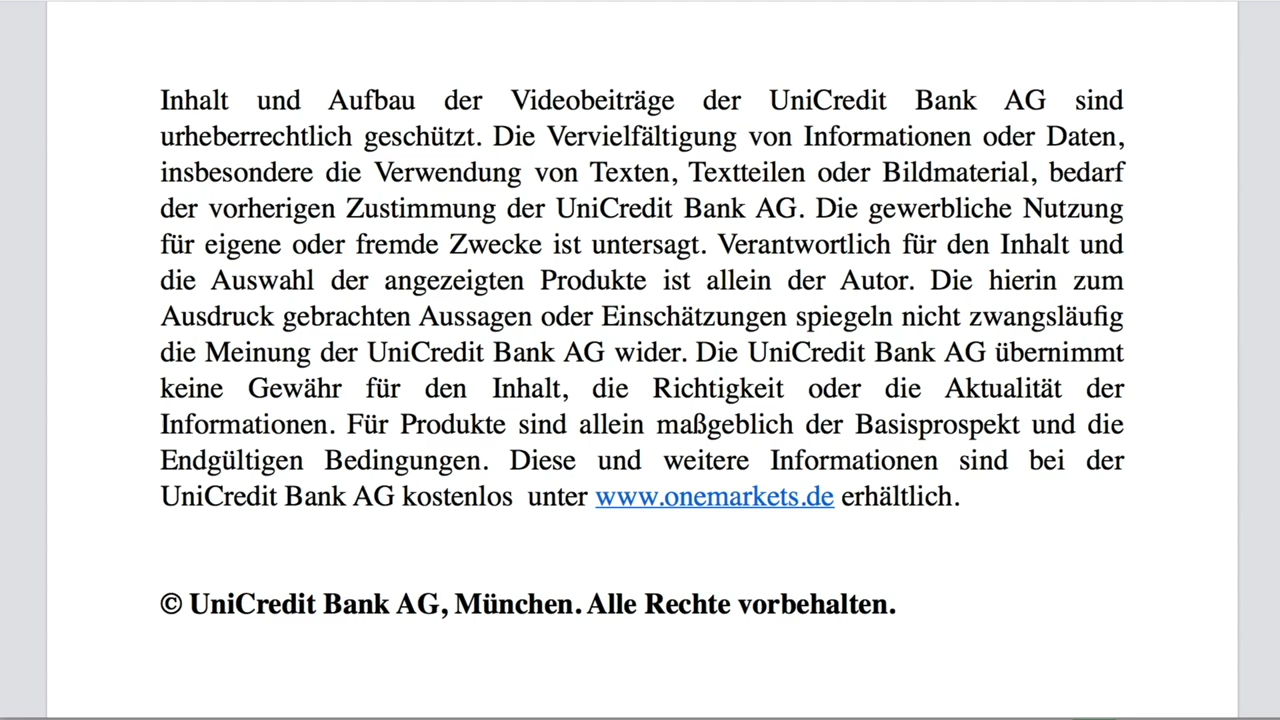 Inhalt und Aufbau der Videobeiträge der UniCredit Bank AG sind
urheberrechtlich geschützt. Die Vervielfältigung von Informationen oder Daten,
insbesondere die Verwendung von Texten, Textteilen oder Bildmaterial, bedarf
der vorherigen Zustimmung der UniCredit Bank AG. Die gewerbliche Nutzung
für eigene oder fremde Zwecke ist untersagt. Verantwortlich für den Inhalt und
die Auswahl der angezeigten Produkte ist allein der Autor. Die hierin zum
Ausdruck gebrachten Aussagen oder Einschätzungen spiegeln nicht zwangsläufig
die Meinung der UniCredit Bank AG wider. Die UniCredit Bank AG übernimmt
keine Gewähr für den Inhalt, die Richtigkeit oder die Aktualität der
Informationen. Für Produkte sind allein maßgeblich der Basisprospekt und die
Endgültigen Bedingungen. Diese und weitere Informationen sind bei der
UniCredit Bank AG kostenlos unter www.onemarkets.de erhältlich.
© UniCredit Bank AG, München. Alle Rechte vorbehalten.